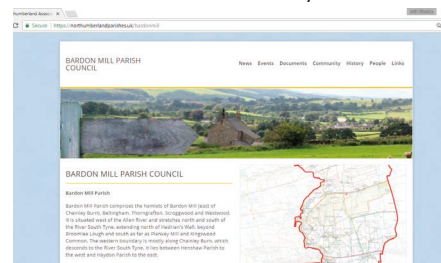 Secure https://northumberlandparishes.uk/bardonmill
BARDON MILL PARISH
COUNCIL
News Events Documents Community History People Links
BARDON MILL PARISH COUNCIL
Bardon Mill Parish
Bardon Mill Parish comprises the hamlets of Bardon Mill (east of
Chainley Burn), Beltingham, Thorngrafton, Scroggwood and Westwood.
It is situated west of the Allen River and stretches north and south of
the River South Tyne, extending north of Hadrian's Wall, beyond
Broomlee Lough and south as far as Plankey Mill and Kingswood
Common. The western boundary is mostly along Chainley Burn, which
descends to the River South Tyne. It lies between Henshaw Parish to
the west and Haydon Parish to the east.